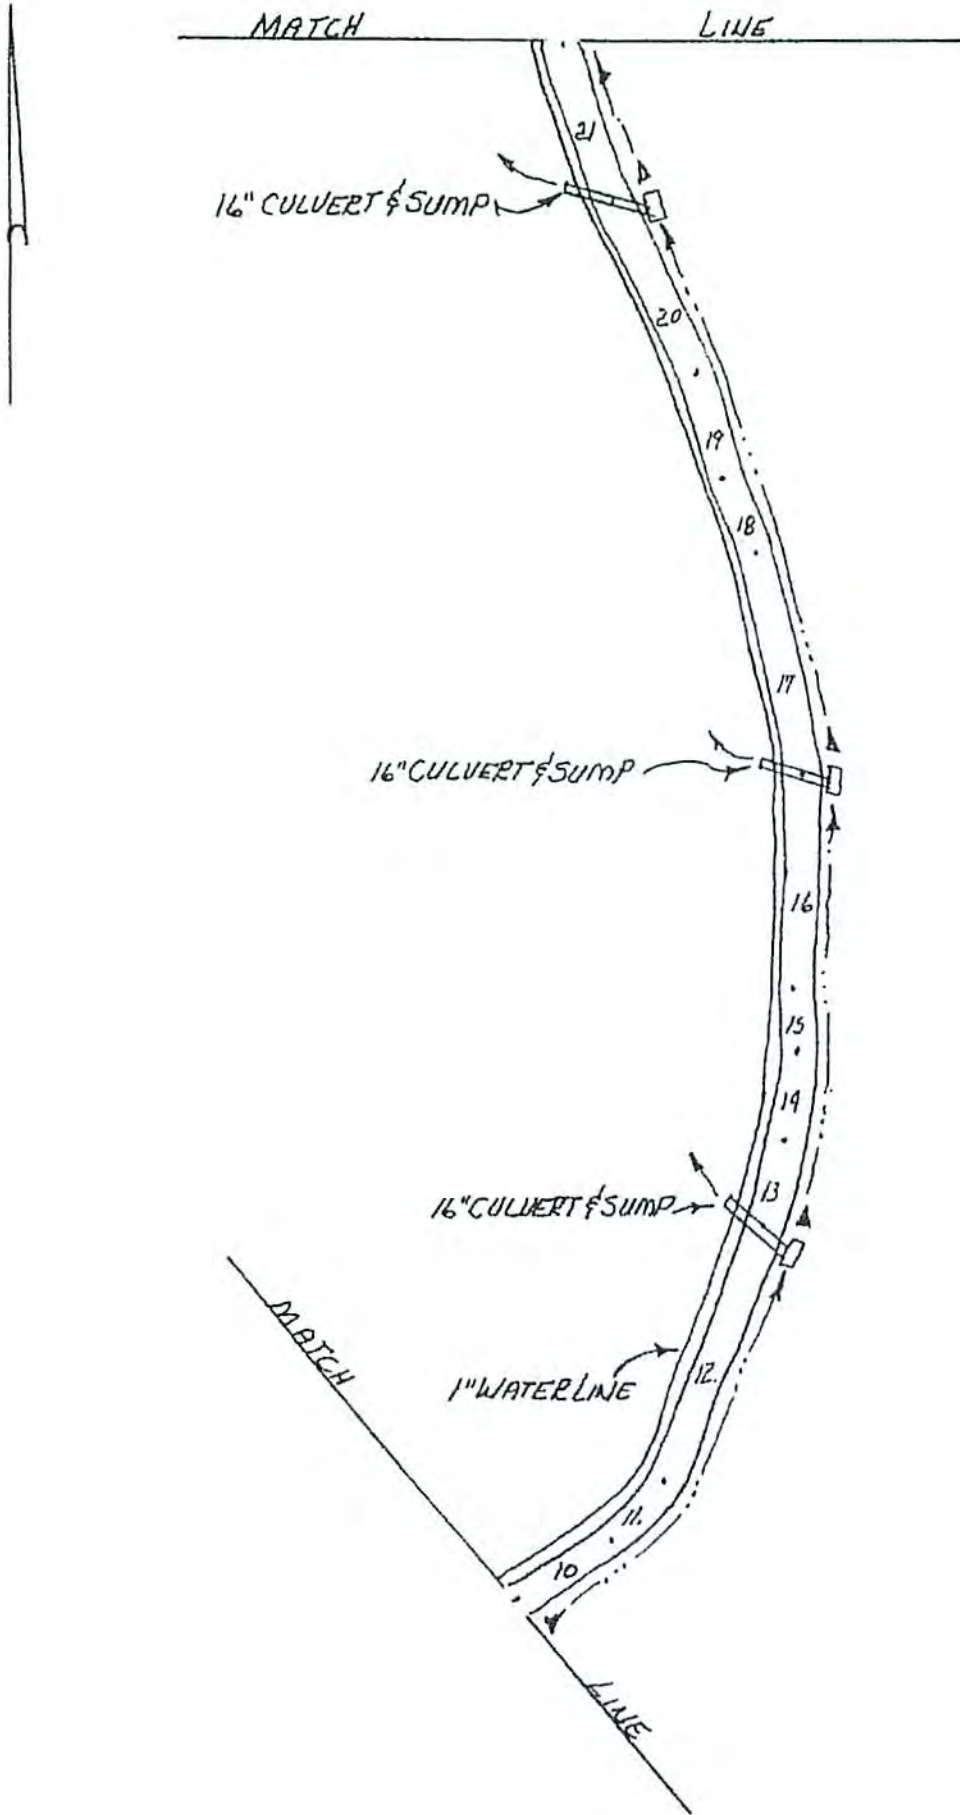 MATCH LINE
21
16" CULVERT & SUMP
20
19
18
17
16" CULVERT & SUMP
16
15
14
13
16" CULVERT & SUMP
MATCH
12.
1" WATERLINE
11.
10
LINE